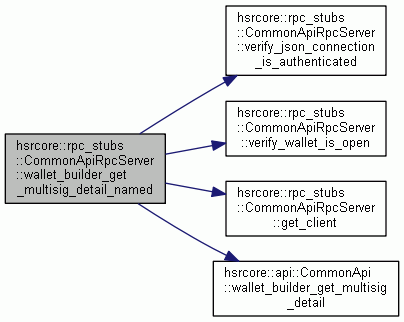 hsrcore::rpc_stubs
::CommonApiRpcServer
::verify_json_connection
_is_authenticated
hsrcore::rpc_stubs
::CommonApiRpcServer
::verify_wallet_is_open
hsrcore::rpc_stubs
::CommonApiRpcServer
::wallet_builder_get
_multisig_detail_named
hsrcore::rpc_stubs
::CommonApiRpcServer
::get_client
hsrcore::api::CommonApi
::wallet_builder_get_multisig
_detail